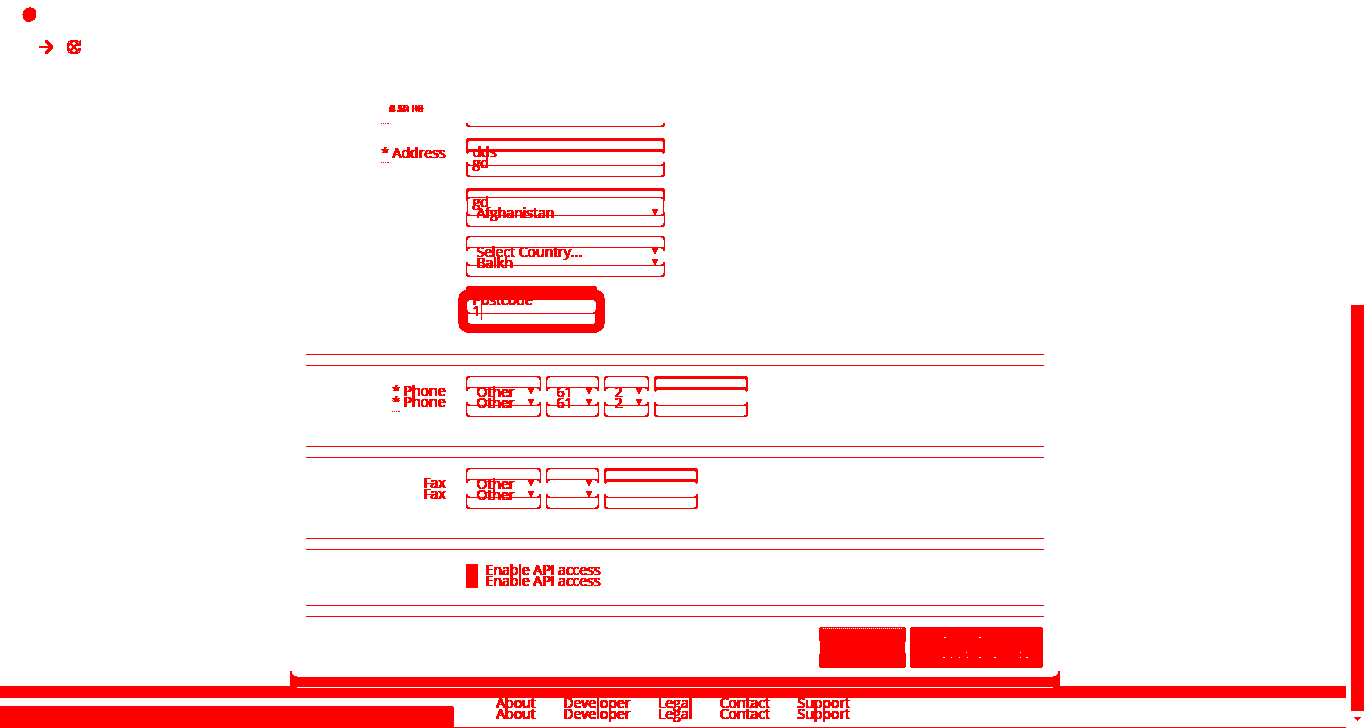 * Address
dds
gd
gd
Afghanistan
Select Country...
Balkh
Postcode
1
* Phone Other 61 2
* Phone Other 61 2
Fax Other
Fax Other
Enable API access
Enable API access
About Developer Legal Contact Support
About Developer Legal Contact Support